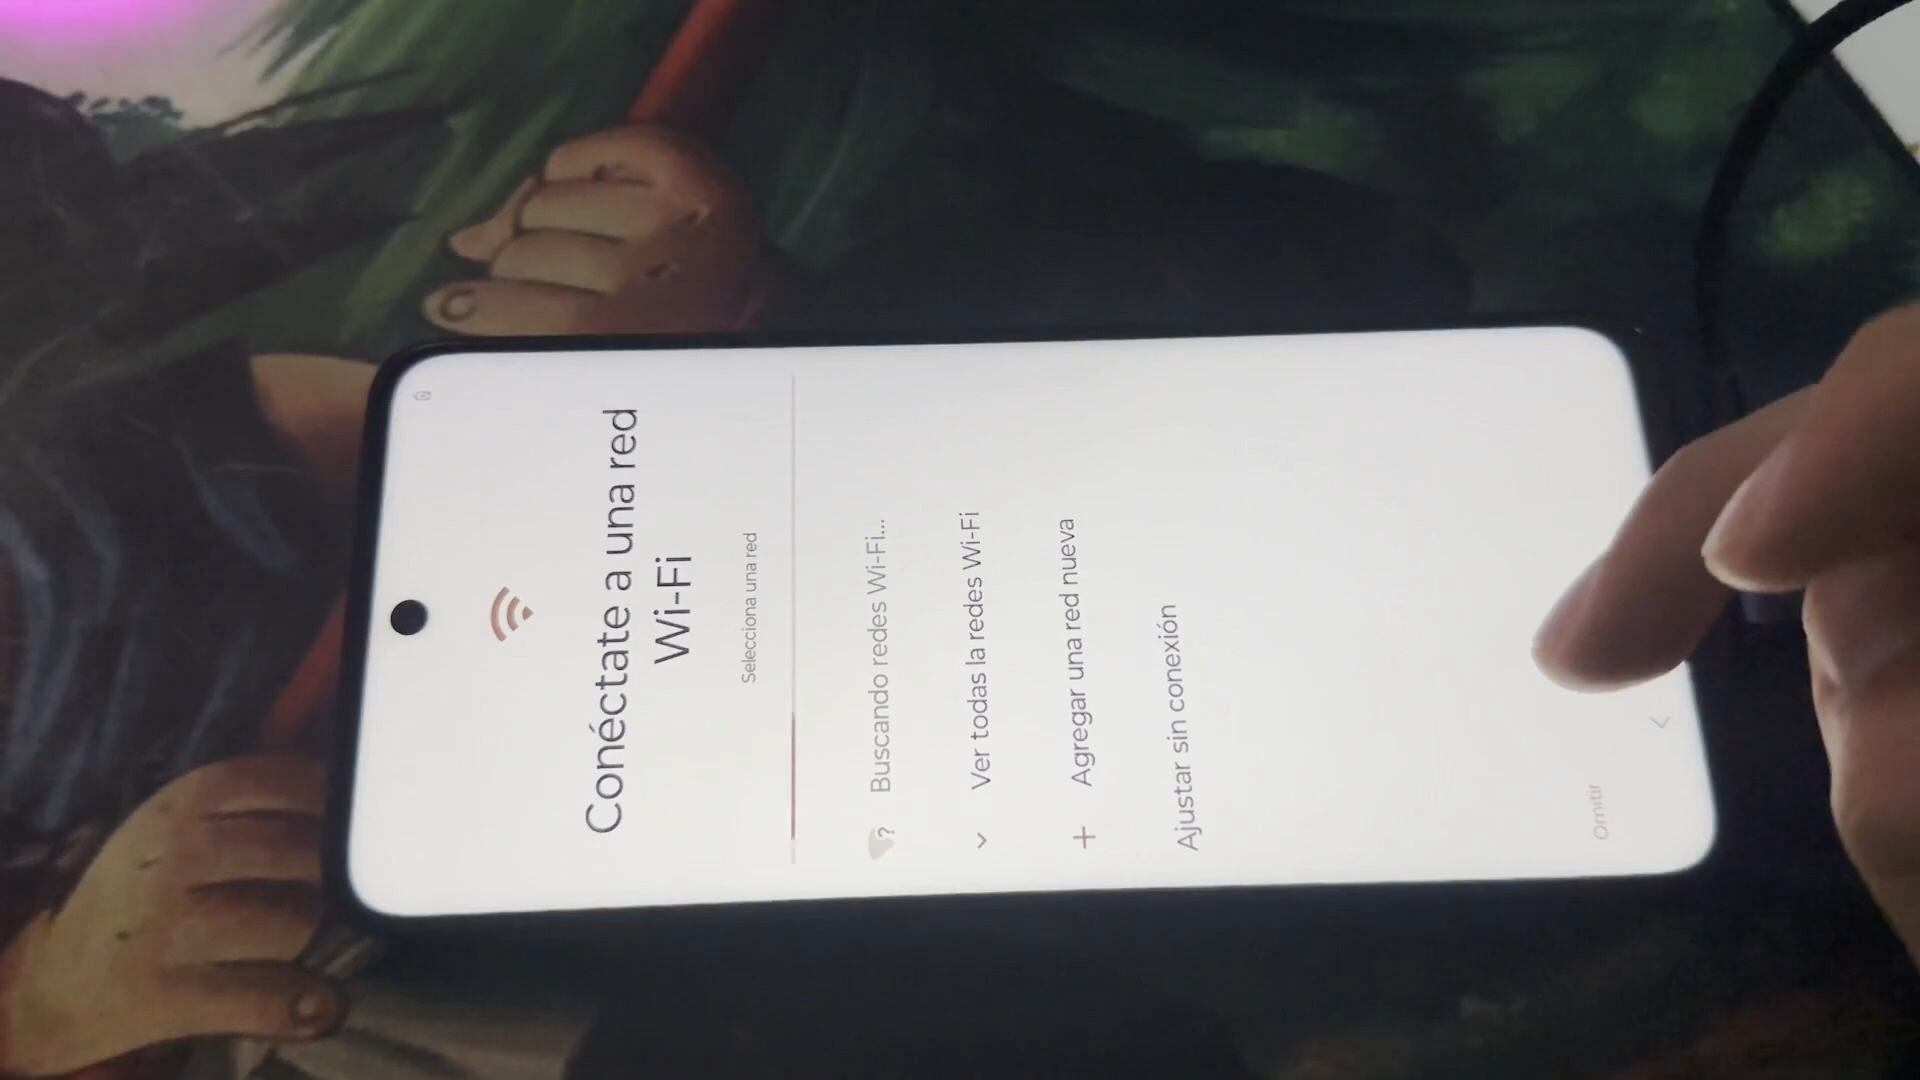 Conéctate a una red
Wi-Fi
Selecciona una red
Buscando redes Wi-Fi...
Ver todas la redes Wi-Fi
Agregar una red nueva
Ajustar sin conexión
Omitir